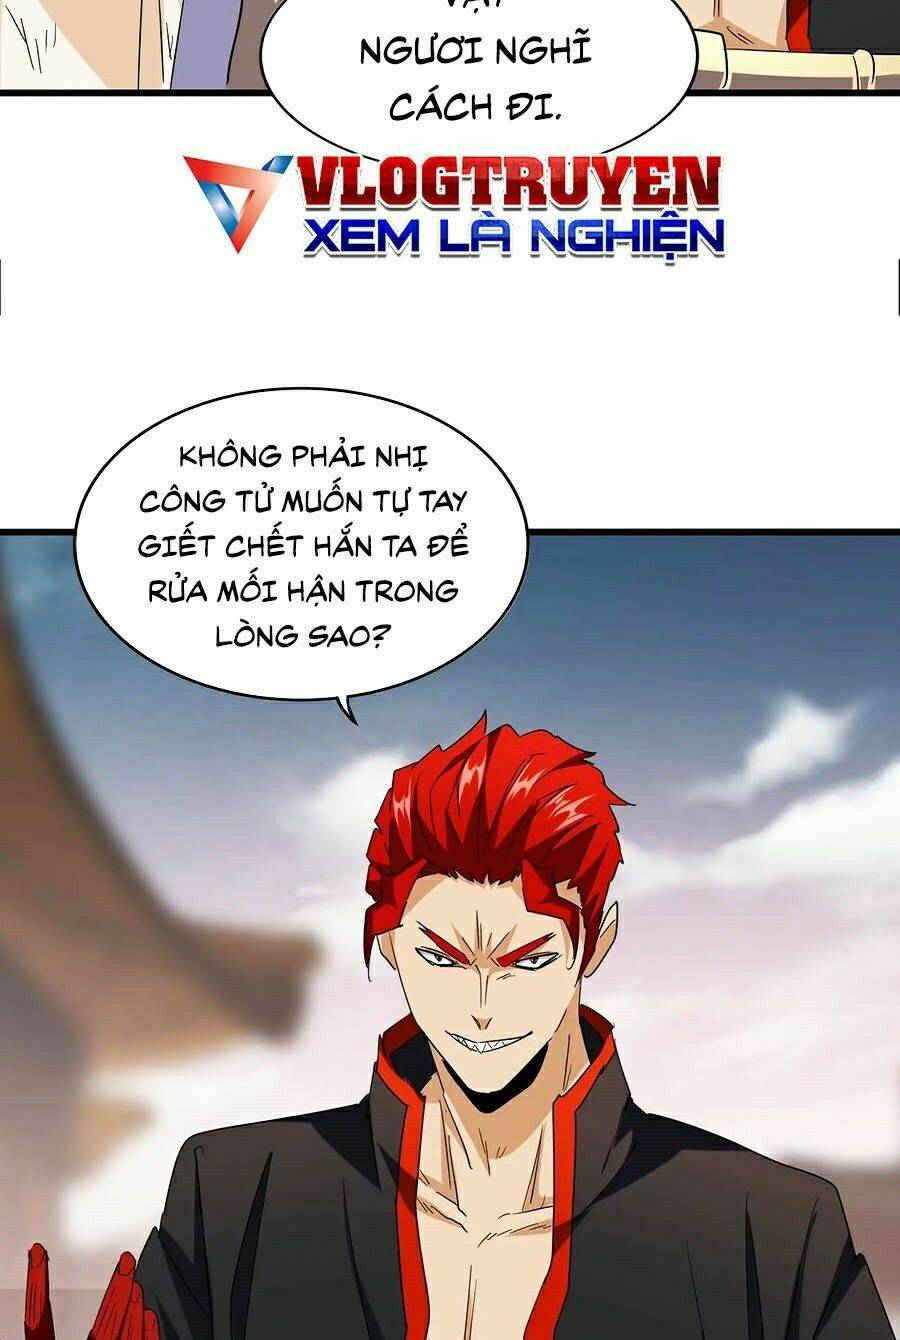 NGƯƠI NGHĨ
CÁCH ĐI.
VLOGTRUYEN
XEM LÀ NGHIỆN
KHÔNG PHẢI NHỊ
CÔNG TỬ MUỐN TỰ TAY
GIẾT CHẾT HẮN TA ĐỂ
RỬA MỐI HẬN TRONG
LÒNG SAO?